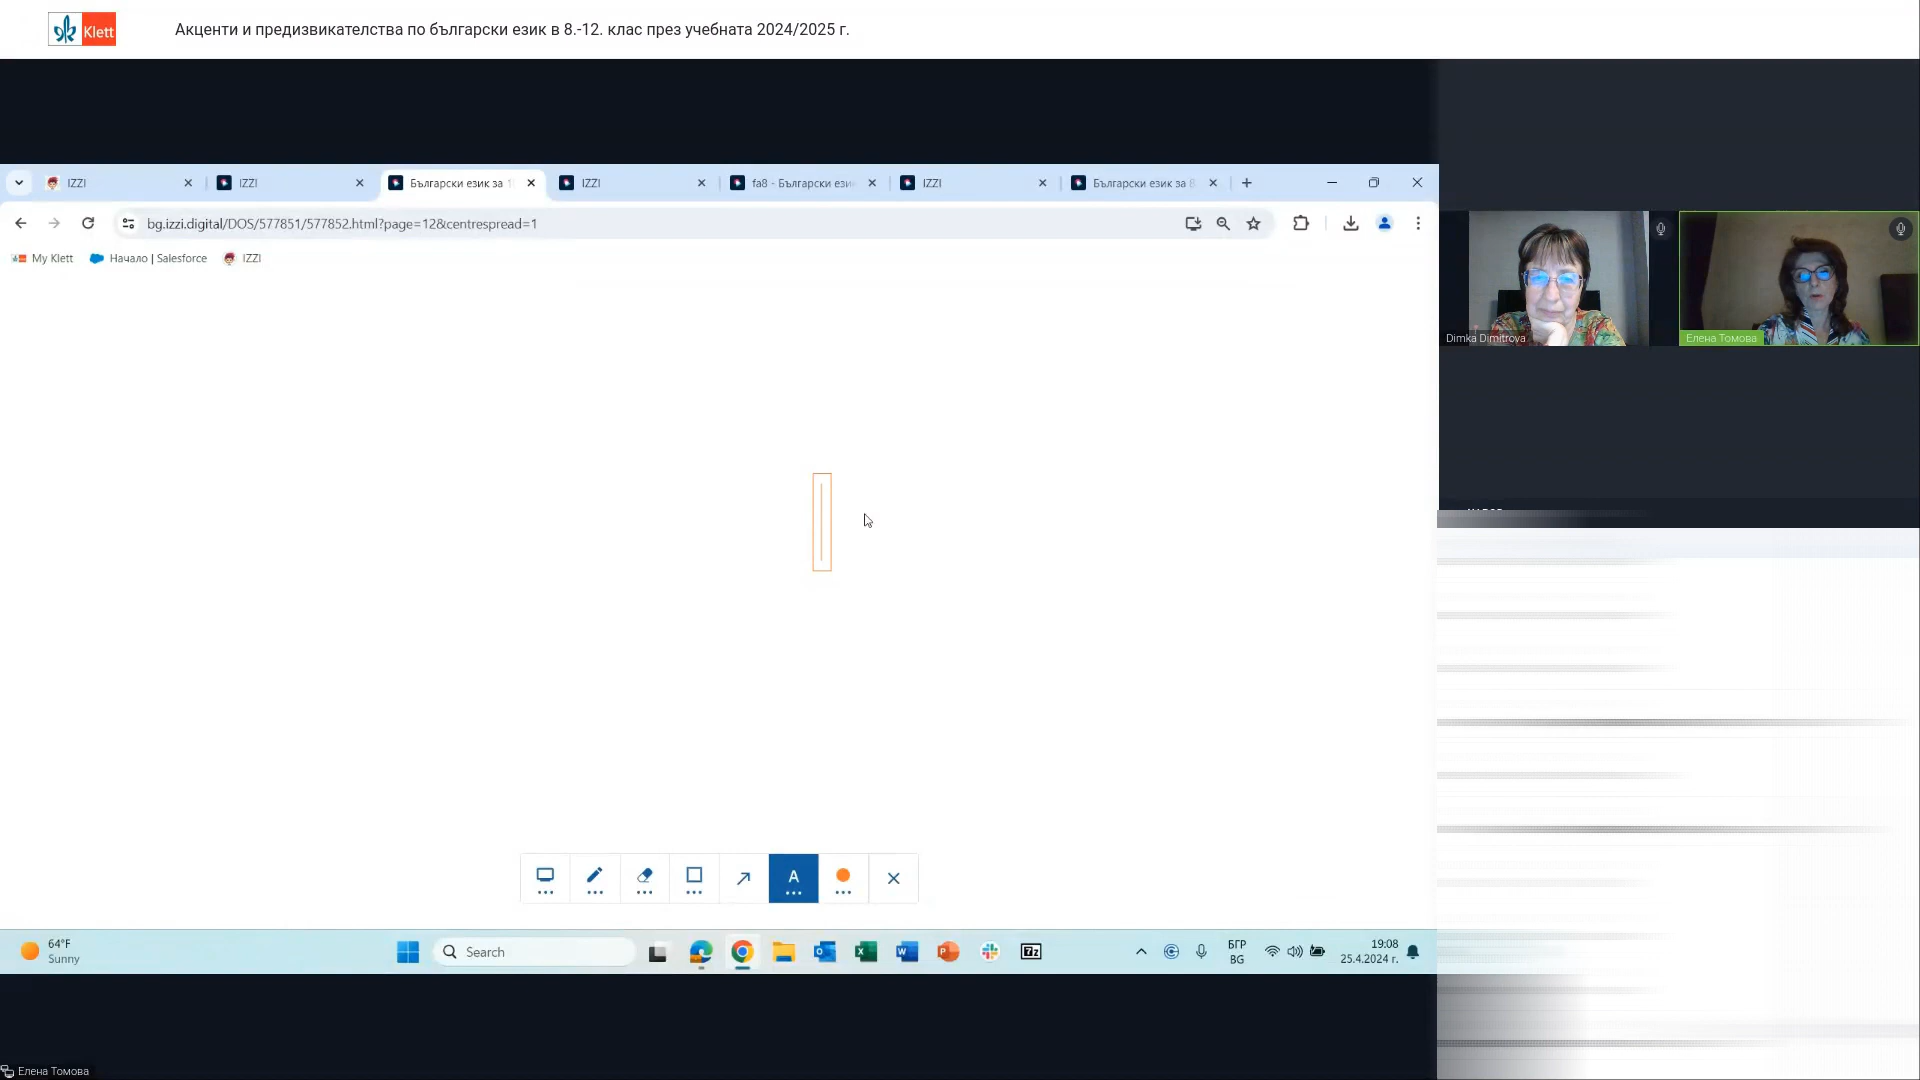 Klett
Акценти и предизвикателства по български език в 8.-12. клас през учебната 2024/2025 г.
IZZI
IZZI
Български език за 1
IZZI
fa8 - Български ези
IZZI
Български език за 8
bg.izzi.digital/DOS/577851/577852.html?page=12&centrespread=1
My Klett
Начало | Salesforce
IZZI
Dimka Dimitrova
Елена Томова
A
64°F
Sunny
Search
БГР
BG
19:08
25.4.2024 г.
Елена Томова